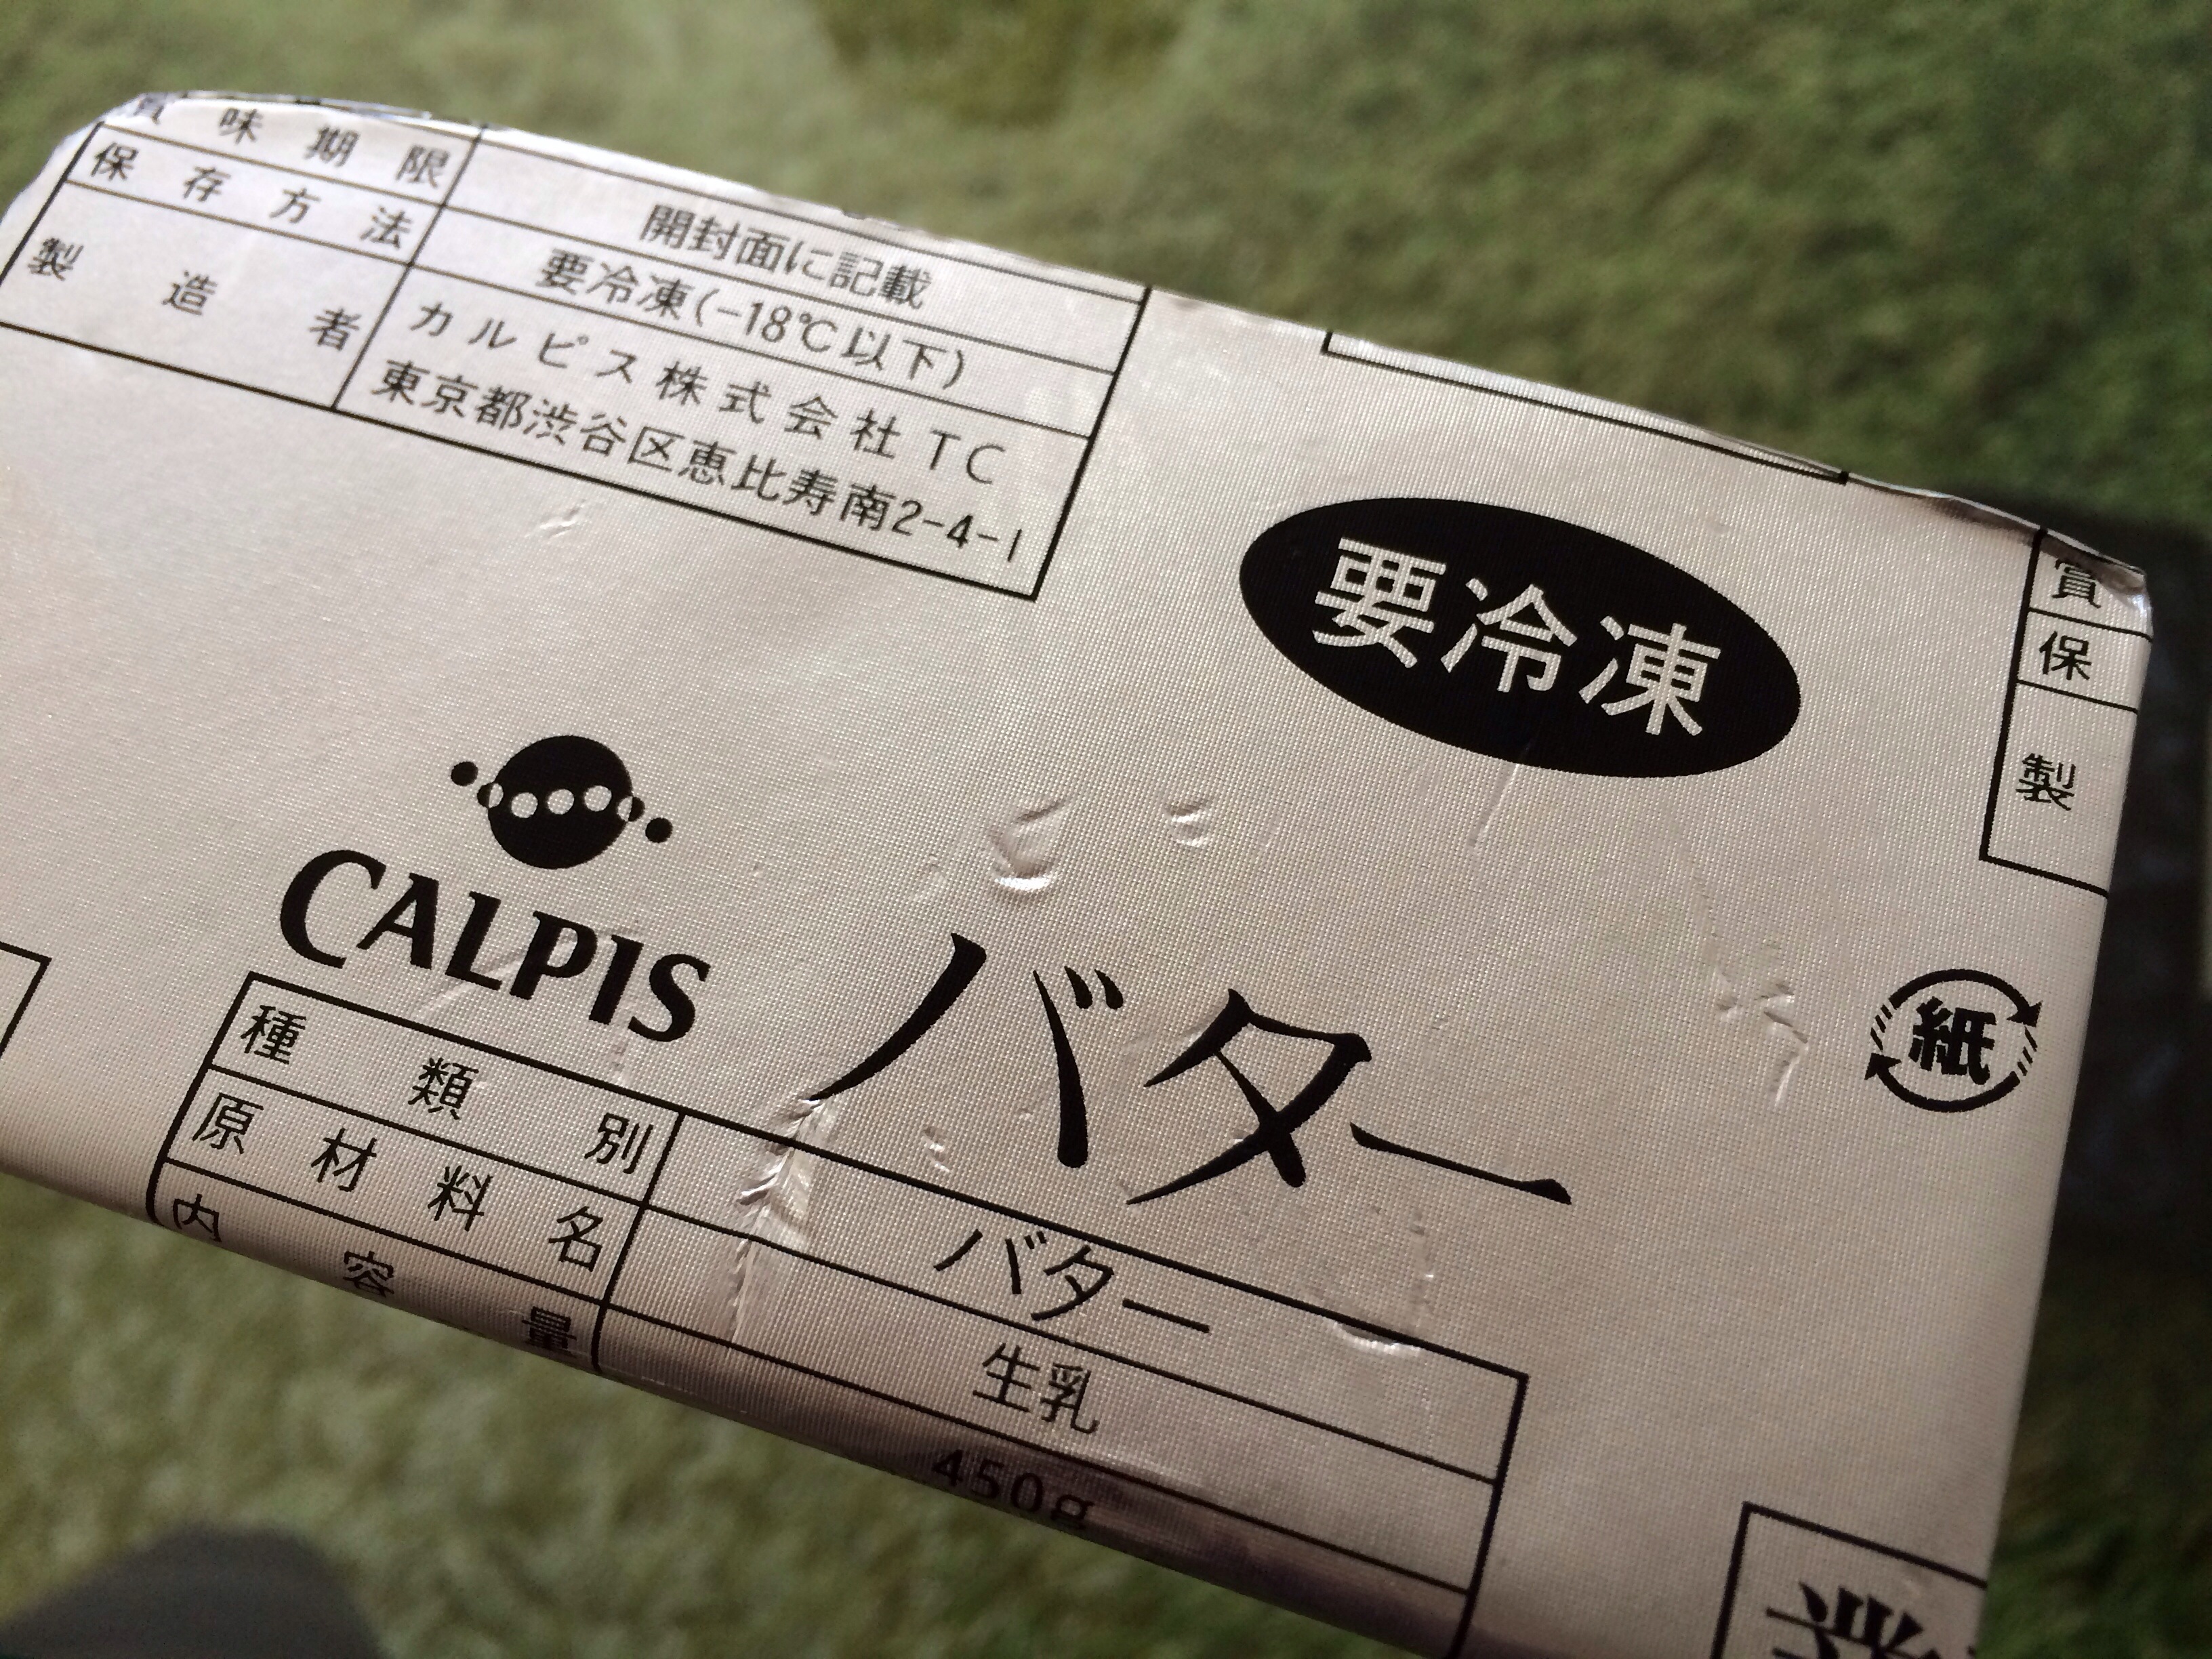 賞味期限 開封面に記載
保存方法 要冷凍(-18℃以下)
製造者 カルピス株式会社TC
東京都渋谷区恵比寿南2-4-1
要冷凍
賞
保
製
CALPIS
バター
紙
種類別 バター
原材料名 生乳
内容量 450g